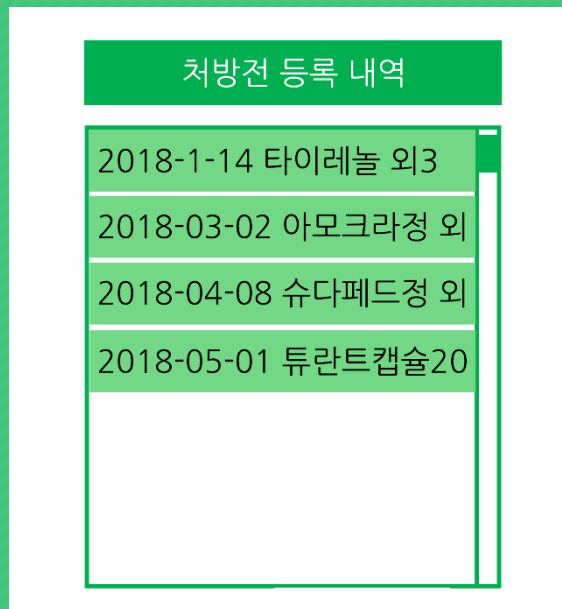 처방전 등록 내역
2018-1-14 타이레놀 외3
2018-03-02 아모크라정 외
2018-04-08 슈다페드정 외
2018-05-01 튜란트캡슐20